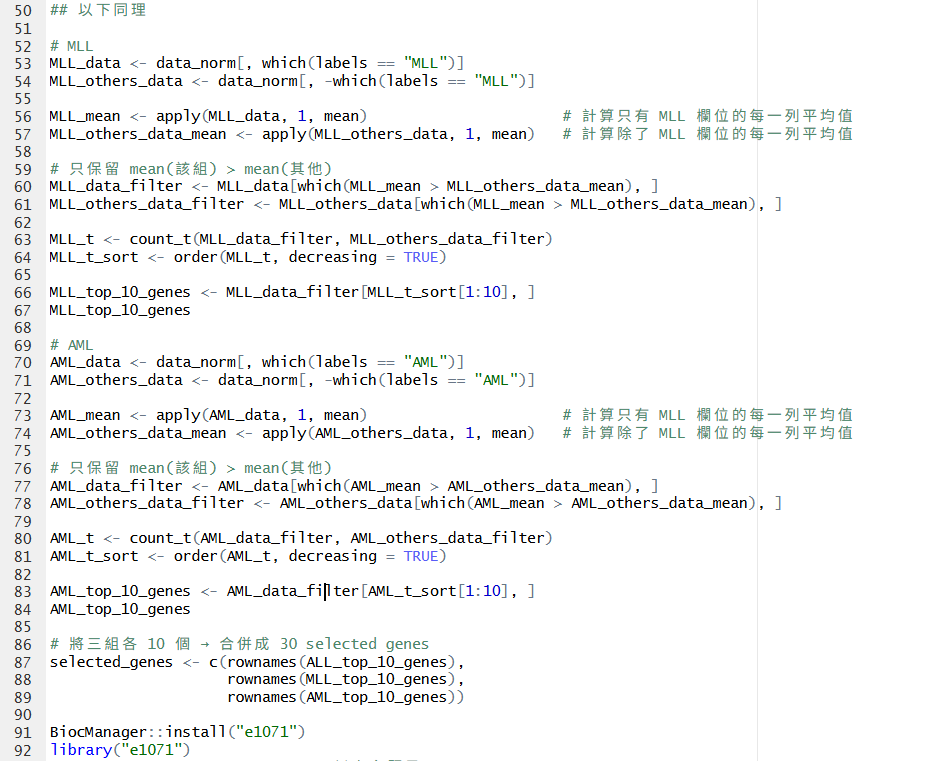 50 ## 以下同理
51
52 # MLL
53 MLL_data <- data_norm[, which(labels == "MLL")]
54 MLL_others_data <- data_norm[, -which(labels == "MLL")]
55
56 MLL_mean <- apply(MLL_data, 1, mean) # 計算只有 MLL 欄位的每一列平均值
57 MLL_others_data_mean <- apply(MLL_others_data, 1, mean) # 計算除了 MLL 欄位的每一列平均值
58
59 # 只保留 mean(該組) > mean(其他)
60 MLL_data_filter <- MLL_data[which(MLL_mean > MLL_others_data_mean), ]
61 MLL_others_data_filter <- MLL_others_data[which(MLL_mean > MLL_others_data_mean), ]
62
63 MLL_t <- count_t(MLL_data_filter, MLL_others_data_filter)
64 MLL_t_sort <- order(MLL_t, decreasing = TRUE)
65
66 MLL_top_10_genes <- MLL_data_filter[MLL_t_sort[1:10], ]
67 MLL_top_10_genes
68
69 # AML
70 AML_data <- data_norm[, which(labels == "AML")]
71 AML_others_data <- data_norm[, -which(labels == "AML")]
72
73 AML_mean <- apply(AML_data, 1, mean) # 計算只有 MLL 欄位的每一列平均值
74 AML_others_data_mean <- apply(AML_others_data, 1, mean) # 計算除了 MLL 欄位的每一列平均值
75
76 # 只保留 mean(該組) > mean(其他)
77 AML_data_filter <- AML_data[which(AML_mean > AML_others_data_mean), ]
78 AML_others_data_filter <- AML_others_data[which(AML_mean > AML_others_data_mean), ]
79
80 AML_t <- count_t(AML_data_filter, AML_others_data_filter)
81 AML_t_sort <- order(AML_t, decreasing = TRUE)
82
83 AML_top_10_genes <- AML_data_filter[AML_t_sort[1:10], ]
84 AML_top_10_genes
85
86 # 將三組各 10 個 → 合併成 30 selected genes
87 selected_genes <- c(rownames(ALL_top_10_genes),
88 rownames(MLL_top_10_genes),
89 rownames(AML_top_10_genes))
90
91 BiocManager::install("e1071")
92 library("e1071")